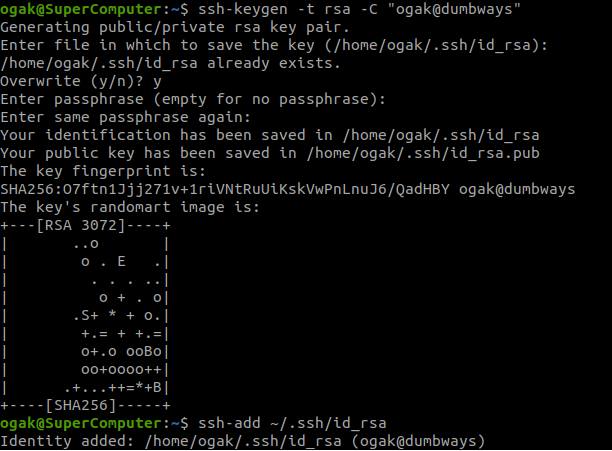 ogak@SuperComputer:~$ ssh-keygen -t rsa -C "ogak@dumbways"
Generating public/private rsa key pair.
Enter file in which to save the key (/home/ogak/.ssh/id_rsa):
/home/ogak/.ssh/id_rsa already exists.
Overwrite (y/n)? y
Enter passphrase (empty for no passphrase):
Enter same passphrase again:
Your identification has been saved in /home/ogak/.ssh/id_rsa
Your public key has been saved in /home/ogak/.ssh/id_rsa.pub
The key fingerprint is:
SHA256:O7ftn1Jjj271v+1riVNtRuUiKskVwPnLnuJ6/QadHBY ogak@dumbways
The key's randomart image is:
+---[RSA 3072]----+
|       ..o       |
|        o . E   .|
|         . . . ..|
|          o + . o|
|       .S+ * + o.|
|        +.= + +.=|
|        o+.o ooBo|
|        oo+oooo++|
|      .+...++=*+B|
+----[SHA256]-----+
ogak@SuperComputer:~$ ssh-add ~/.ssh/id_rsa
Identity added: /home/ogak/.ssh/id_rsa (ogak@dumbways)